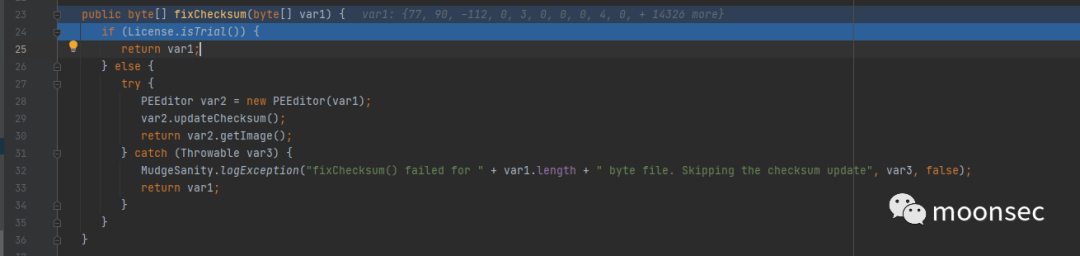 23 public byte[] fixChecksum(byte[] var1) { var1: {77, 90, -112, 0, 3, 0, 0, 0, 4, 0, + 14326 more}
24 if (License.isTrial()) {
25 return var1;
26 } else {
27 try {
28 PEEditor var2 = new PEEditor(var1);
29 var2.updateChecksum();
30 return var2.getImage();
31 } catch (Throwable var3) {
32 MudgeSanity.logException("fixChecksum() failed for " + var1.length + " byte file. Skipping the checksum update", var3, false);
33 return var1;
34 }
35 }
36 }
moonsec